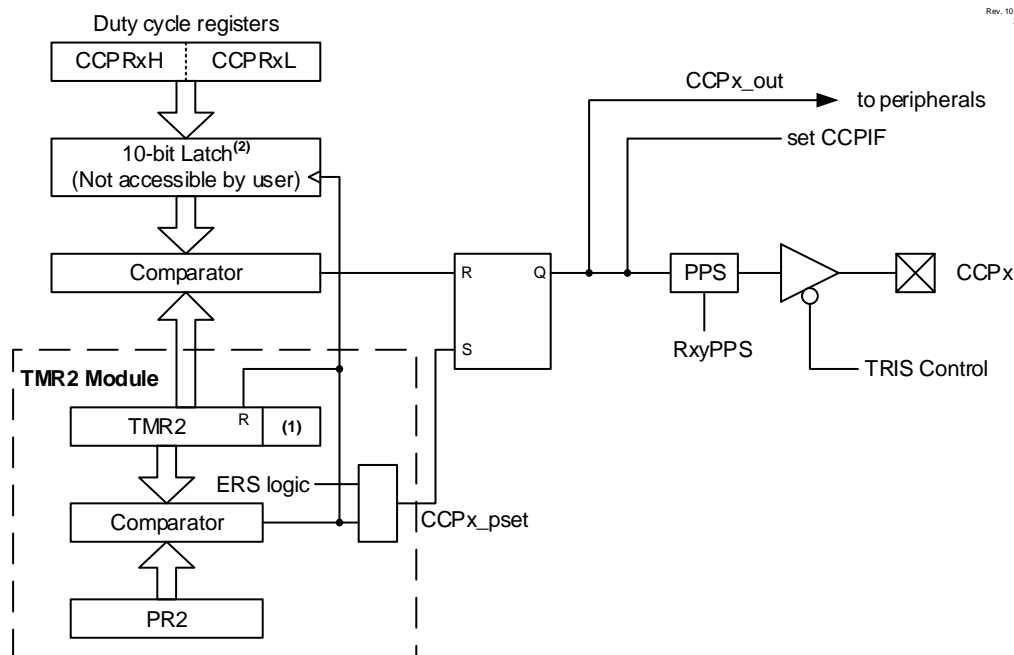 Rev. 10
Duty cycle registers
CCPRxH CCPRxL
CCPx_out
to peripherals
set CCPIF
10-bit Latch(2)
(Not accessible by user)
Comparator
R Q
S
PPS
CCPx
RxyPPS
TRIS Control
TMR2 Module
TMR2 R (1)
ERS logic
CCPx_pset
Comparator
PR2